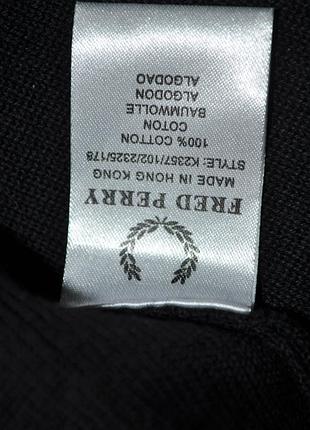 FRED PERRY
MADE IN HONG KONG
STYLE: K2357/102/2325/178
100% COTTON
COTON
BAUMWOLLE
ALGODON
ALGODAO